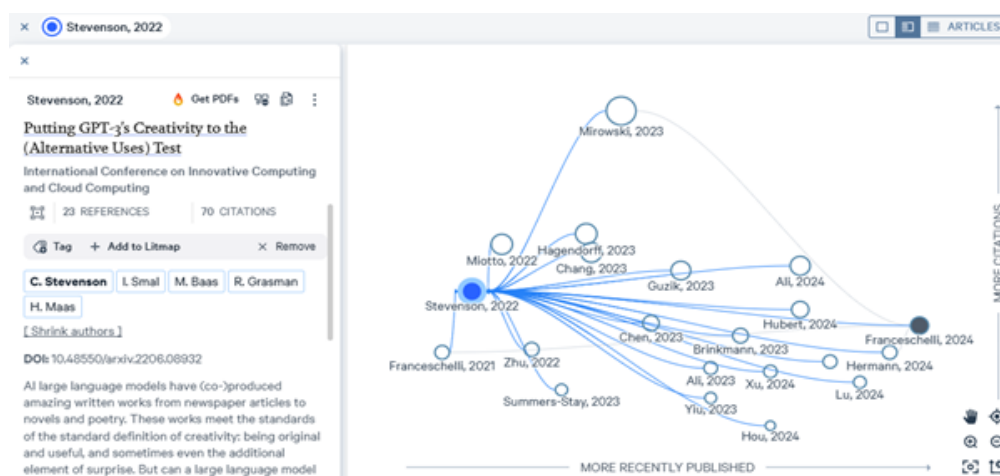 Stevenson, 2022
ARTICLES
Stevenson, 2022
Get PDFs
Putting GPT-3's Creativity to the
(Alternative Uses) Test
International Conference on Innovative Computing
and Cloud Computing
23 REFERENCES
70 CITATIONS
Tag
+ Add to Litmap
× Remove
C. Stevenson
I. Smal
M. Baas
R. Grasman
H. Maas
[ Shrink authors ]
DOI: 10.48550/arxiv.2206.08932
AI large language models have (co-)produced
amazing written works from newspaper articles to
novels and poetry. These works meet the standards
of the standard definition of creativity: being original
and useful, and sometimes even the additional
element of surprise. But can a large language model
Mirowski, 2023
Miotto, 2022
Hagendorff, 2023
Chang, 2023
Guzik, 2023
Ali, 2024
Stevenson, 2022
Hubert, 2024
Chen, 2023
Franceschelli, 2024
Brinkmann, 2023
Franceschelli, 2021
Zhu, 2022
Hermann, 2024
Ali, 2023
Xu, 2024
Lu, 2024
Summers-Stay, 2023
Yiu, 2023
Hou, 2024
MORE RECENTLY PUBLISHED
MORE CITATIONS